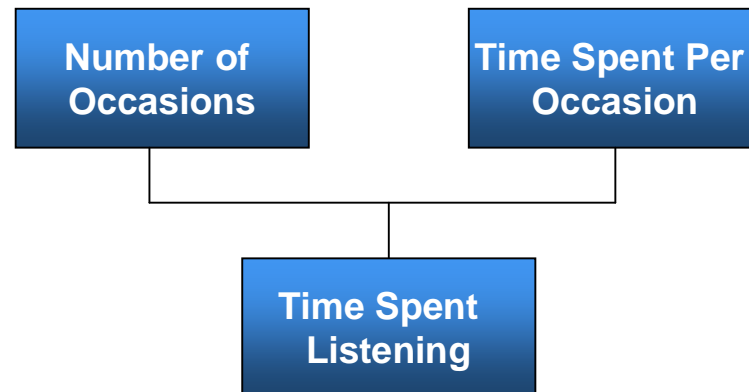 Number of
Occasions
Time Spent Per
Occasion
Time Spent
Listening